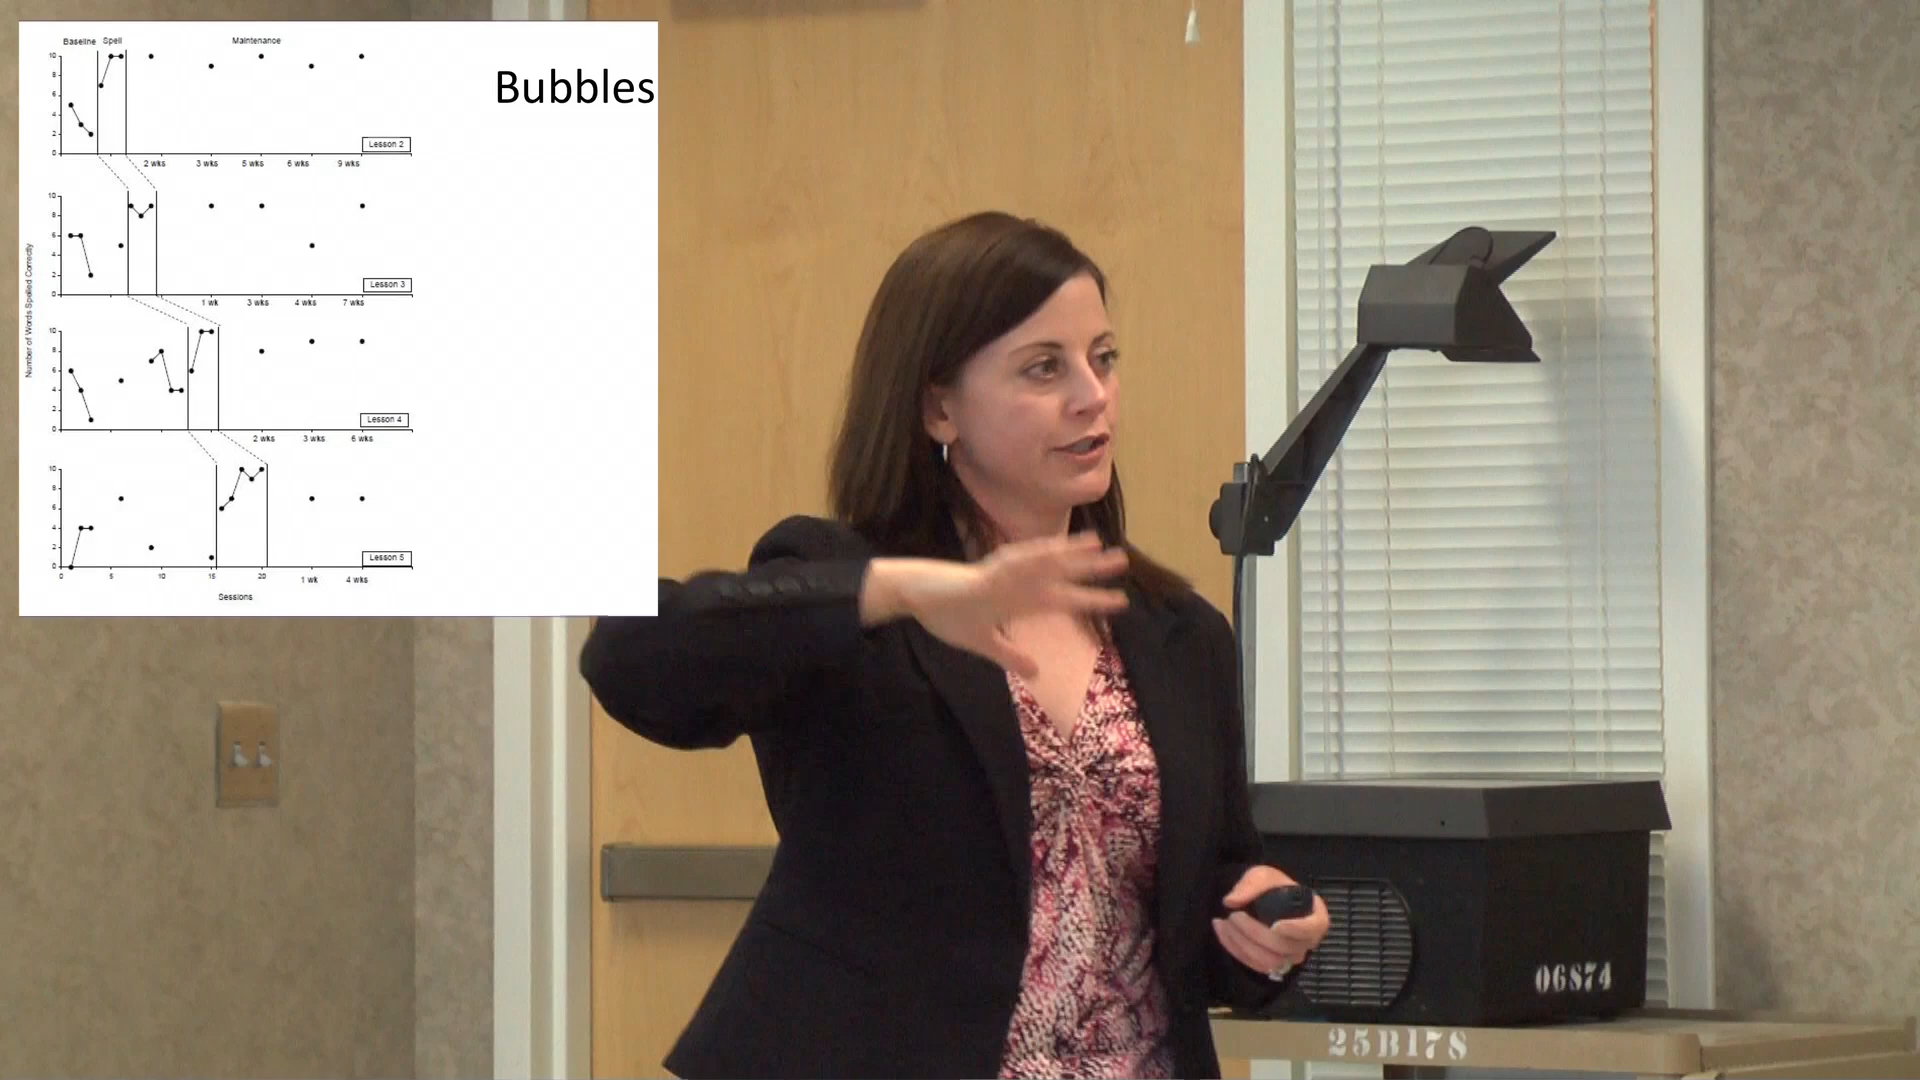 Baseline Spell Maintenance
Bubbles
10
8
6
4
2
0
Lesson 2
2 wks 3 wks 5 wks 6 wks 9 wks
10
8
6
4
2
0
Lesson 3
1 wk 3 wks 4 wks 7 wks
Number of Words Spelled Correctly
10
8
6
4
2
0
Lesson 4
2 wks 3 wks 6 wks
10
8
6
4
2
0
Lesson 5
0 5 10 15 20 1 wk 4 wks
Sessions
06874
25B178